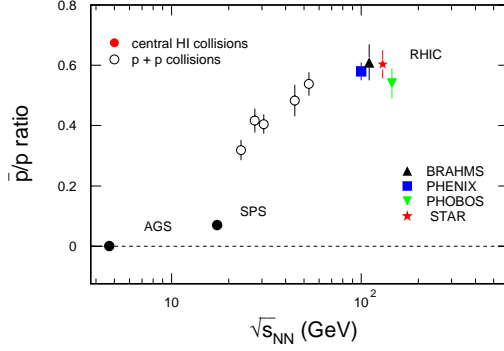 central HI collisions
p + p collisions
RHIC
0.8
0.6
0.4
0.2
0
p̅/p ratio
BRAHMS
PHENIX
PHOBOS
STAR
AGS
SPS
10
10²
√s̅NN (GeV)